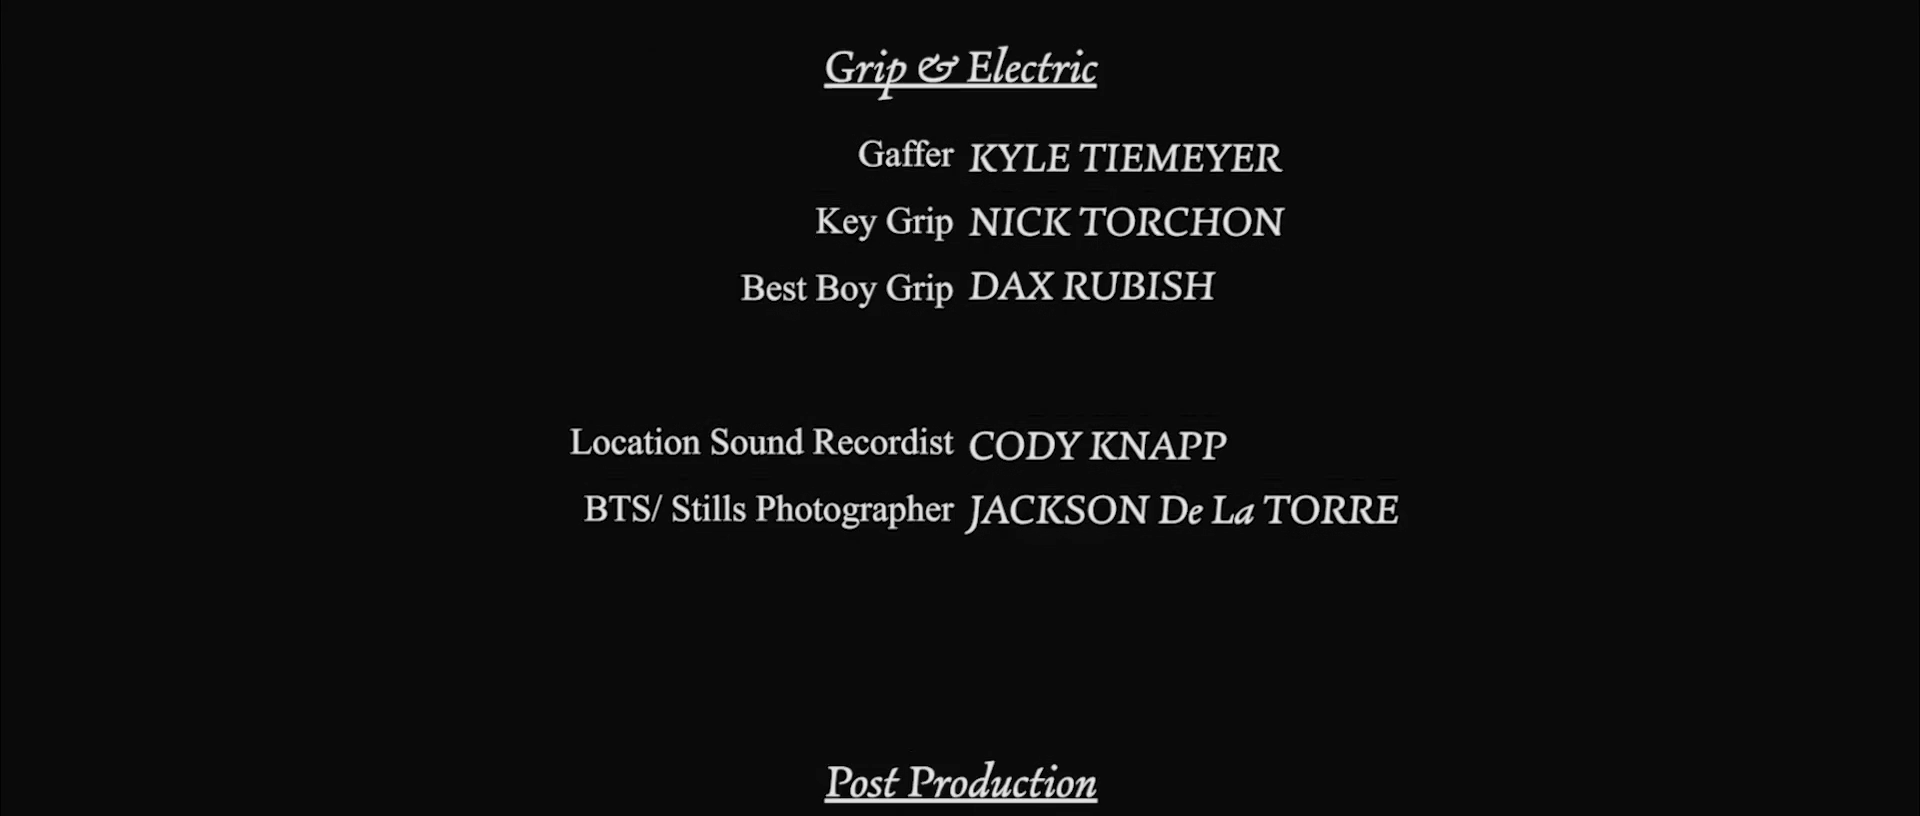 Grip & Electric
Gaffer KYLE TIEMEYER
Key Grip NICK TORCHON
Best Boy Grip DAX RUBISH
Location Sound Recordist CODY KNAPP
BTS/ Stills Photographer JACKSON De La TORRE
Post Production